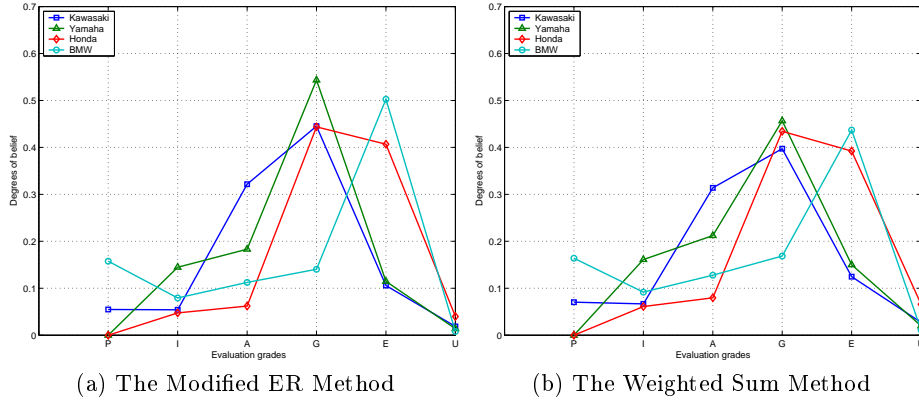 Kawasaki
Yamaha
Honda
BMW
0.7
0.6
0.5
0.4
0.3
0.2
0.1
0
Degrees of belief
P I A G E U
Evaluation grades
(a) The Modified ER Method
Kawasaki
Yamaha
Honda
BMW
0.7
0.6
0.5
0.4
0.3
0.2
0.1
0
Degrees of belief
P I A G E U
Evaluation grades
(b) The Weighted Sum Method